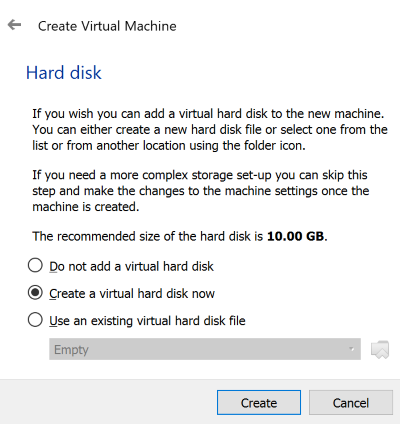 Create Virtual Machine
Hard disk
If you wish you can add a virtual hard disk to the new machine.
You can either create a new hard disk file or select one from the
list or from another location using the folder icon.
If you need a more complex storage set-up you can skip this
step and make the changes to the machine settings once the
machine is created.
The recommended size of the hard disk is 10.00 GB.
Do not add a virtual hard disk
Create a virtual hard disk now
Use an existing virtual hard disk file
Empty
Create
Cancel